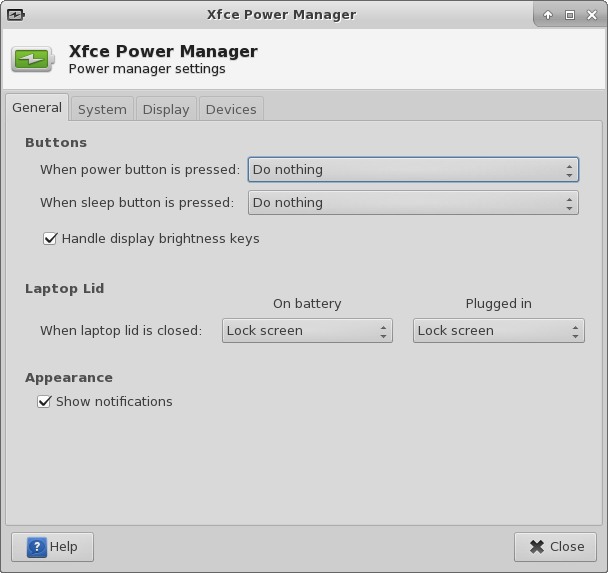 Xfce Power Manager
Xfce Power Manager
Power manager settings
General System Display Devices
Buttons
When power button is pressed: Do nothing
When sleep button is pressed: Do nothing
Handle display brightness keys
Laptop Lid
On battery Plugged in
When laptop lid is closed: Lock screen Lock screen
Appearance
Show notifications
? Help Close